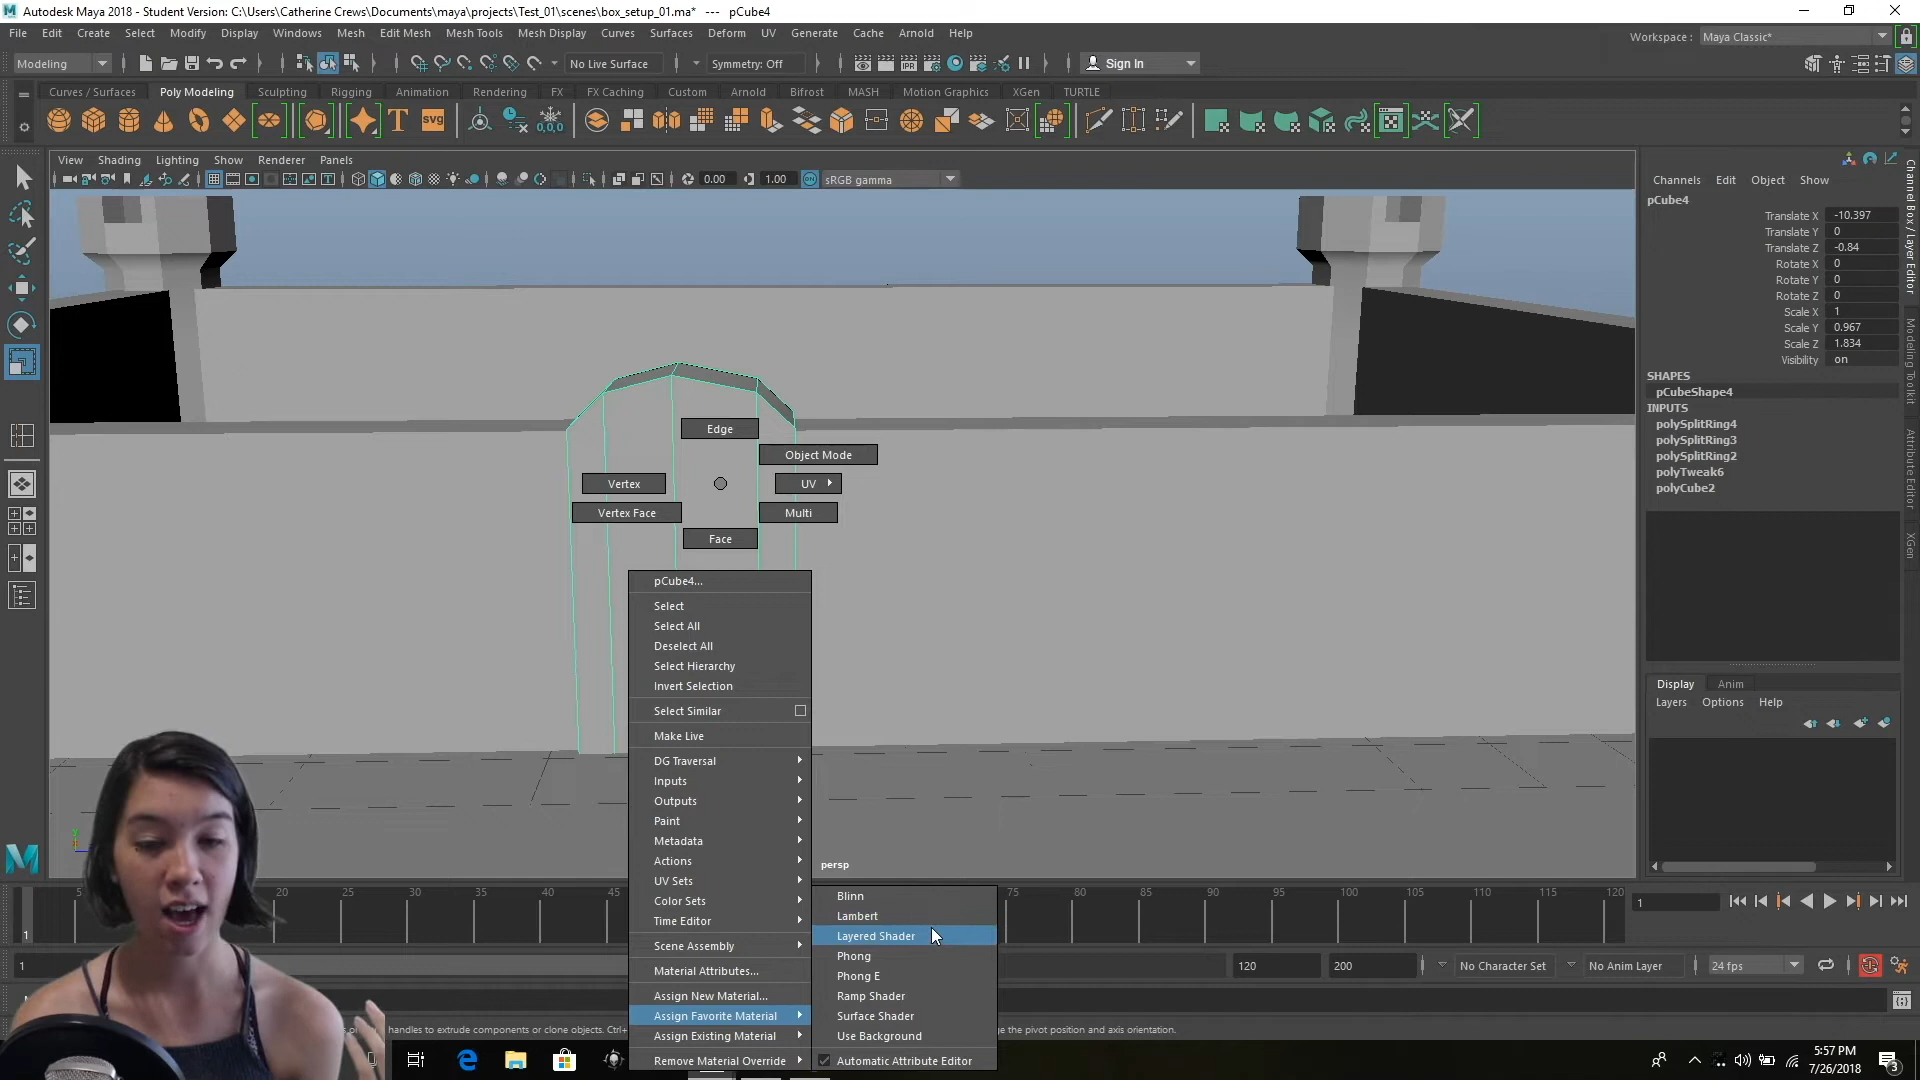 Autodesk Maya 2018 - Student Version: C:\Users\Catherine Crews\Documents\maya\projects\Test_01\scenes\box_setup_01.ma* --- pCube4
File Edit Create Select Modify Display Windows Mesh Edit Mesh Mesh Tools Mesh Display Curves Surfaces Deform UV Generate Cache Arnold Help
Workspace : Maya Classic*
Modeling
No Live Surface
Symmetry: Off
Sign In
Curves / Surfaces Poly Modeling Sculpting Rigging Animation Rendering FX FX Caching Custom Arnold Bifrost MASH Motion Graphics XGen TURTLE
T
svg
0,0,0
View Shading Lighting Show Renderer Panels
0.00
1.00
sRGB gamma
Channels Edit Object Show
pCube4
Translate X -10.397
Translate Y 0
Translate Z -0.84
Rotate X 0
Rotate Y 0
Rotate Z 0
Scale X 1
Scale Y 0.967
Scale Z 1.834
Visibility on
SHAPES
pCubeShape4
INPUTS
polySplitRing4
polySplitRing3
polySplitRing2
polyTweak6
polyCube2
Channel Box / Layer Editor
Modeling Toolkit
Attribute Editor
XGen
Edge
Object Mode
Vertex
UV
Vertex Face
Multi
Face
pCube4...
Select
Select All
Deselect All
Select Hierarchy
Invert Selection
Select Similar
Make Live
DG Traversal
Inputs
Outputs
Paint
Metadata
Actions
UV Sets
Color Sets
Time Editor
Scene Assembly
Material Attributes...
Assign New Material...
Assign Favorite Material
Assign Existing Material
Remove Material Override
Blinn
Lambert
Layered Shader
Phong
Phong E
Ramp Shader
Surface Shader
Use Background
Automatic Attribute Editor
persp
Display Anim
Layers Options Help
5 20 25 30 35 40 45 75 80 85 90 95 100 105 110 115 120
1
1
1
120
200
No Character Set
No Anim Layer
24 fps
handles to extrude components or clone objects. Ctrl+
ge the pivot position and axis orientation.
5:57 PM
7/26/2018
3